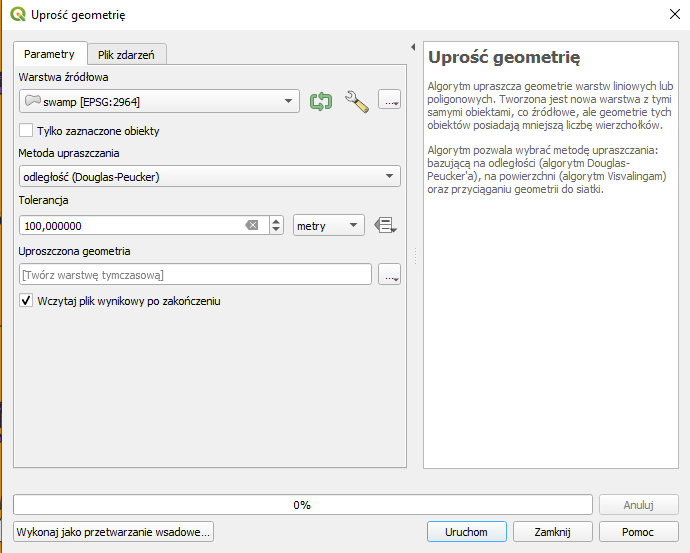 Uprość geometrię
Parametry
Plik zdarzeń
Warstwa źródłowa
swamp [EPSG:2964]
...
Tylko zaznaczone obiekty
Metoda upraszczania
odległość (Douglas-Peucker)
Tolerancja
100,000000
metry
Uproszczona geometria
[Twórz warstwę tymczasową]
...
Wczytaj plik wynikowy po zakończeniu
Uprość geometrię
Algorytm upraszcza geometrie warstw liniowych lub
poligonowych. Tworzona jest nowa warstwa z tymi
samymi obiektami, co źródłowe, ale geometrie tych
obiektów posiadają mniejszą liczbę wierzchołków.
Algorytm pozwala wybrać metodę upraszczania:
bazującą na odległości (algorytm Douglas-
Peucker'a), na powierzchni (algorytm Visvalingam)
oraz przyciąganiu geometrii do siatki.
0%
Anuluj
Wykonaj jako przetwarzanie wsadowe...
Uruchom
Zamknij
Pomoc